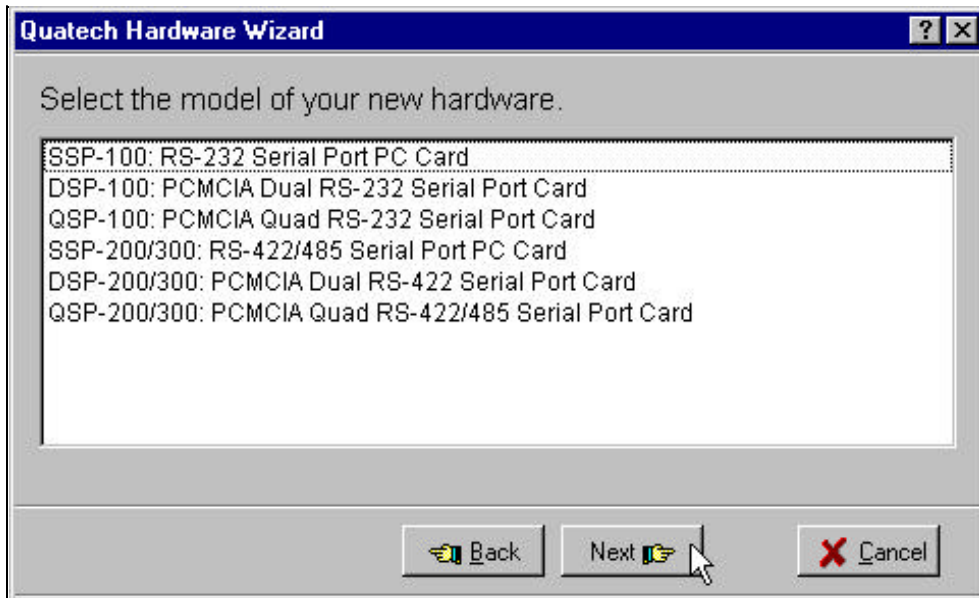 Quatech Hardware Wizard
Select the model of your new hardware.
SSP-100: RS-232 Serial Port PC Card
DSP-100: PCMCIA Dual RS-232 Serial Port Card
QSP-100: PCMCIA Quad RS-232 Serial Port Card
SSP-200/300: RS-422/485 Serial Port PC Card
DSP-200/300: PCMCIA Dual RS-422 Serial Port Card
QSP-200/300: PCMCIA Quad RS-422/485 Serial Port Card
Back Next Cancel